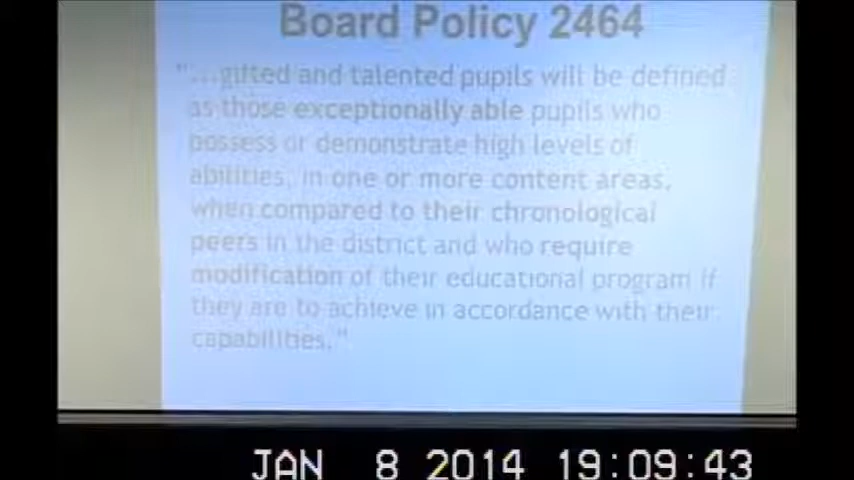 Board Policy 2464
"...gifted and talented pupils will be defined
as those exceptionally able pupils who
possess or demonstrate high levels of
abilities, in one or more content areas,
when compared to their chronological
peers in the district and who require
modification of their educational program if
they are to achieve in accordance with their
capabilities."
JAN 8 2014 19:09:43